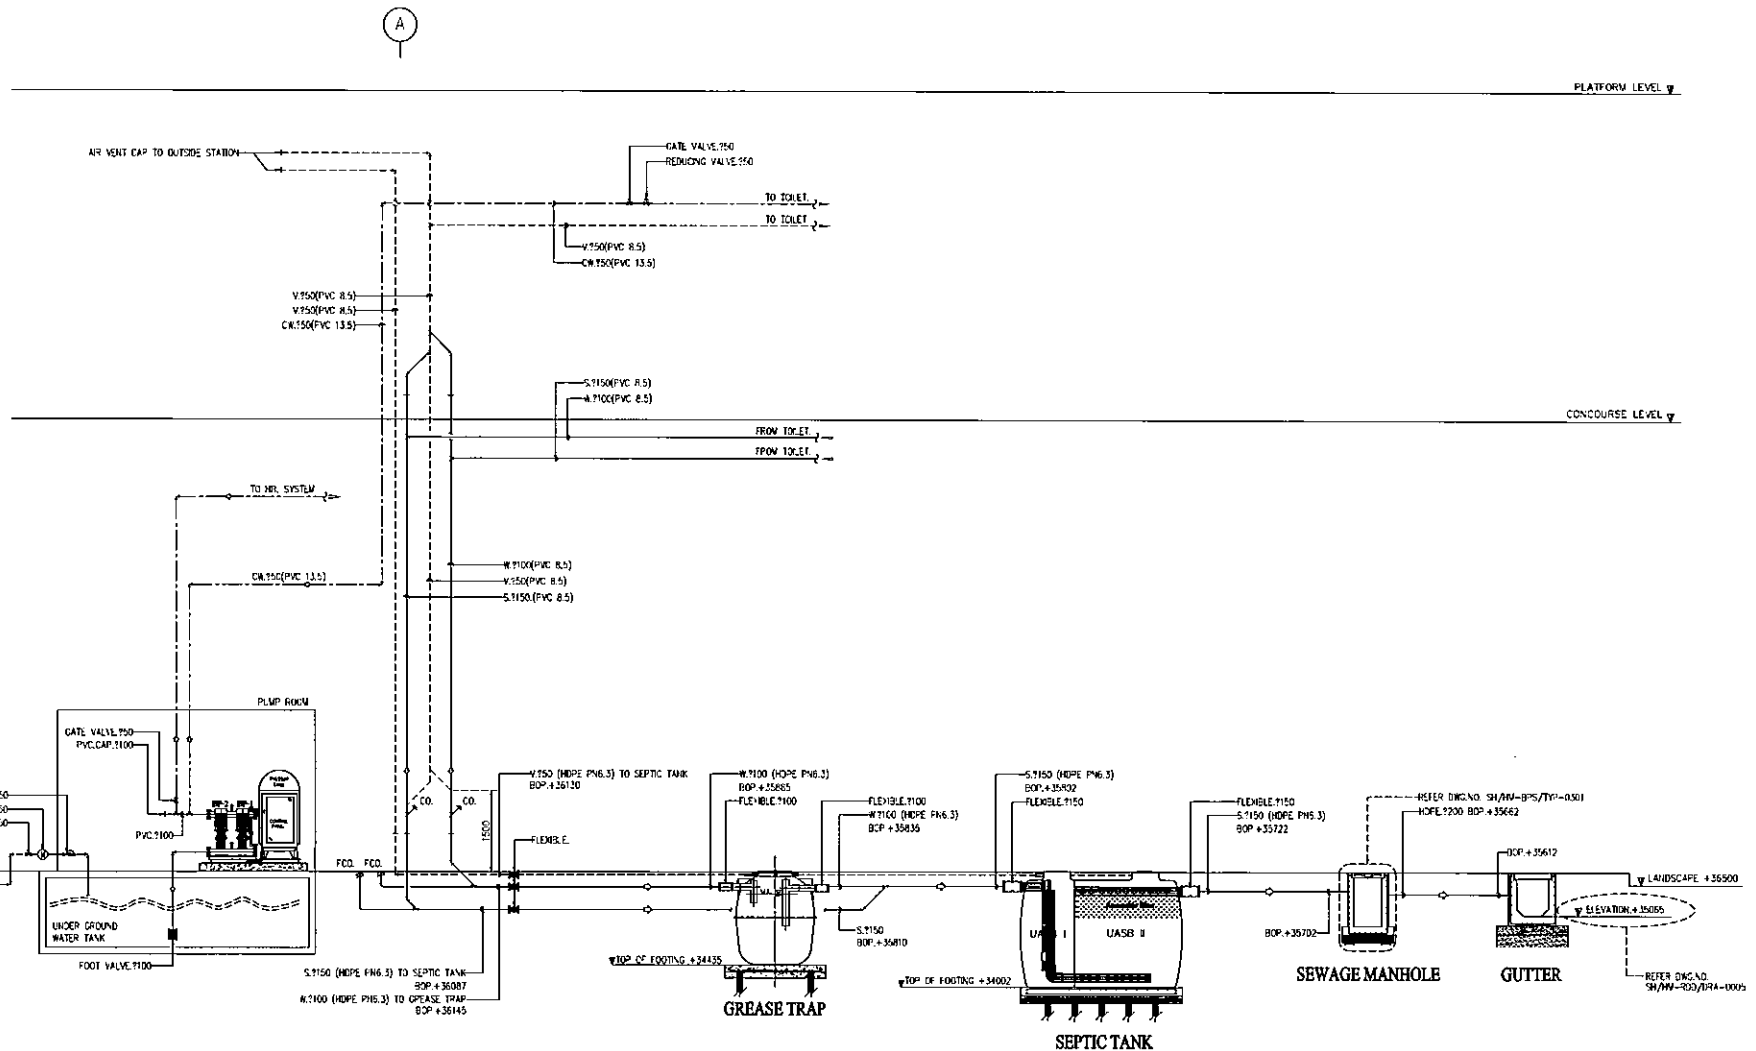 A
PLATFORM LEVEL
AIR VENT CAP TO OUTSIDE STATION
GATE VALVE.?50
REDUCING VALVE.?50
TO TOILET.
TO TOILET
V.?50(PVC 8.5)
CW.?50(PVC 13.5)
V.?50(PVC 8.5)
V.?50(PVC 8.5)
CW.?50(PVC 13.5)
S.?150(PVC 8.5)
W.?100(PVC 8.5)
CONCOURSE LEVEL
FROM TOILET.
FROM TOILET.
TO HR. SYSTEM
CW.?50(PVC 13.5)
W.?100(PVC 8.5)
V.?50(PVC 8.5)
S.?150.(PVC 8.5)
PUMP ROOM
GATE VALVE.?50
PVC.CAP.?100
PVC.?100
CO.
CO.
1500
V.?50 (HDPE PN6.3) TO SEPTIC TANK
BOP.+36130
FLEXIBLE.
W.?100 (HDPE PN6.3)
BOP.+35885
FLEXIBLE.?100
FLEXIBLE.?100
W.?100 (HDPE PN6.3)
BOP +35835
S.?150 (HDPE PN6.3)
BOP.+35802
FLEXIBLE.?150
FLEXIBLE.?150
S.?150 (HDPE PN6.3)
BOP +35722
REFER DWG.NO. SH/HV-BPS/TYP-0301
HDPE.?200 BOP.+35662
BOP.+35612
FCO. FCO.
LANDSCAPE +36500
ELEVATION.+35065
UNDER GROUND
WATER TANK
FOOT VALVE.?100
UASB I
UASB II
S.?150
BOP.+35810
BOP.+35702
TOP OF FOOTING +34435
TOP OF FOOTING +34002
S.?150 (HDPE PN6.3) TO SEPTIC TANK
BOP.+36087
W.?100 (HDPE PN6.3) TO GREASE TRAP
BOP +36145
GREASE TRAP
SEPTIC TANK
SEWAGE MANHOLE
GUTTER
REFER DWG.NO.
SH/HV-ROD/DRA-0005